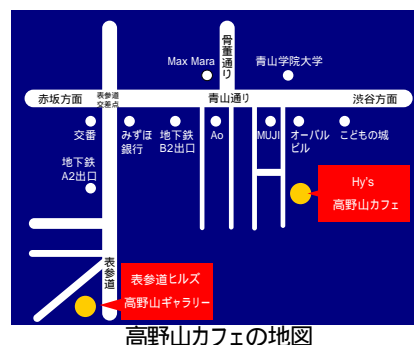 骨董通り
Max Mara
青山学院大学
赤坂方面
表参道
交差点
青山通り
渋谷方面
交番
みずほ
銀行
地下鉄
B2出口
Ao
MUJI
オーバル
ビル
こどもの城
地下鉄
A2出口
Hy's
高野山カフェ
表参道
表参道ヒルズ
高野山ギャラリー
高野山カフェの地図